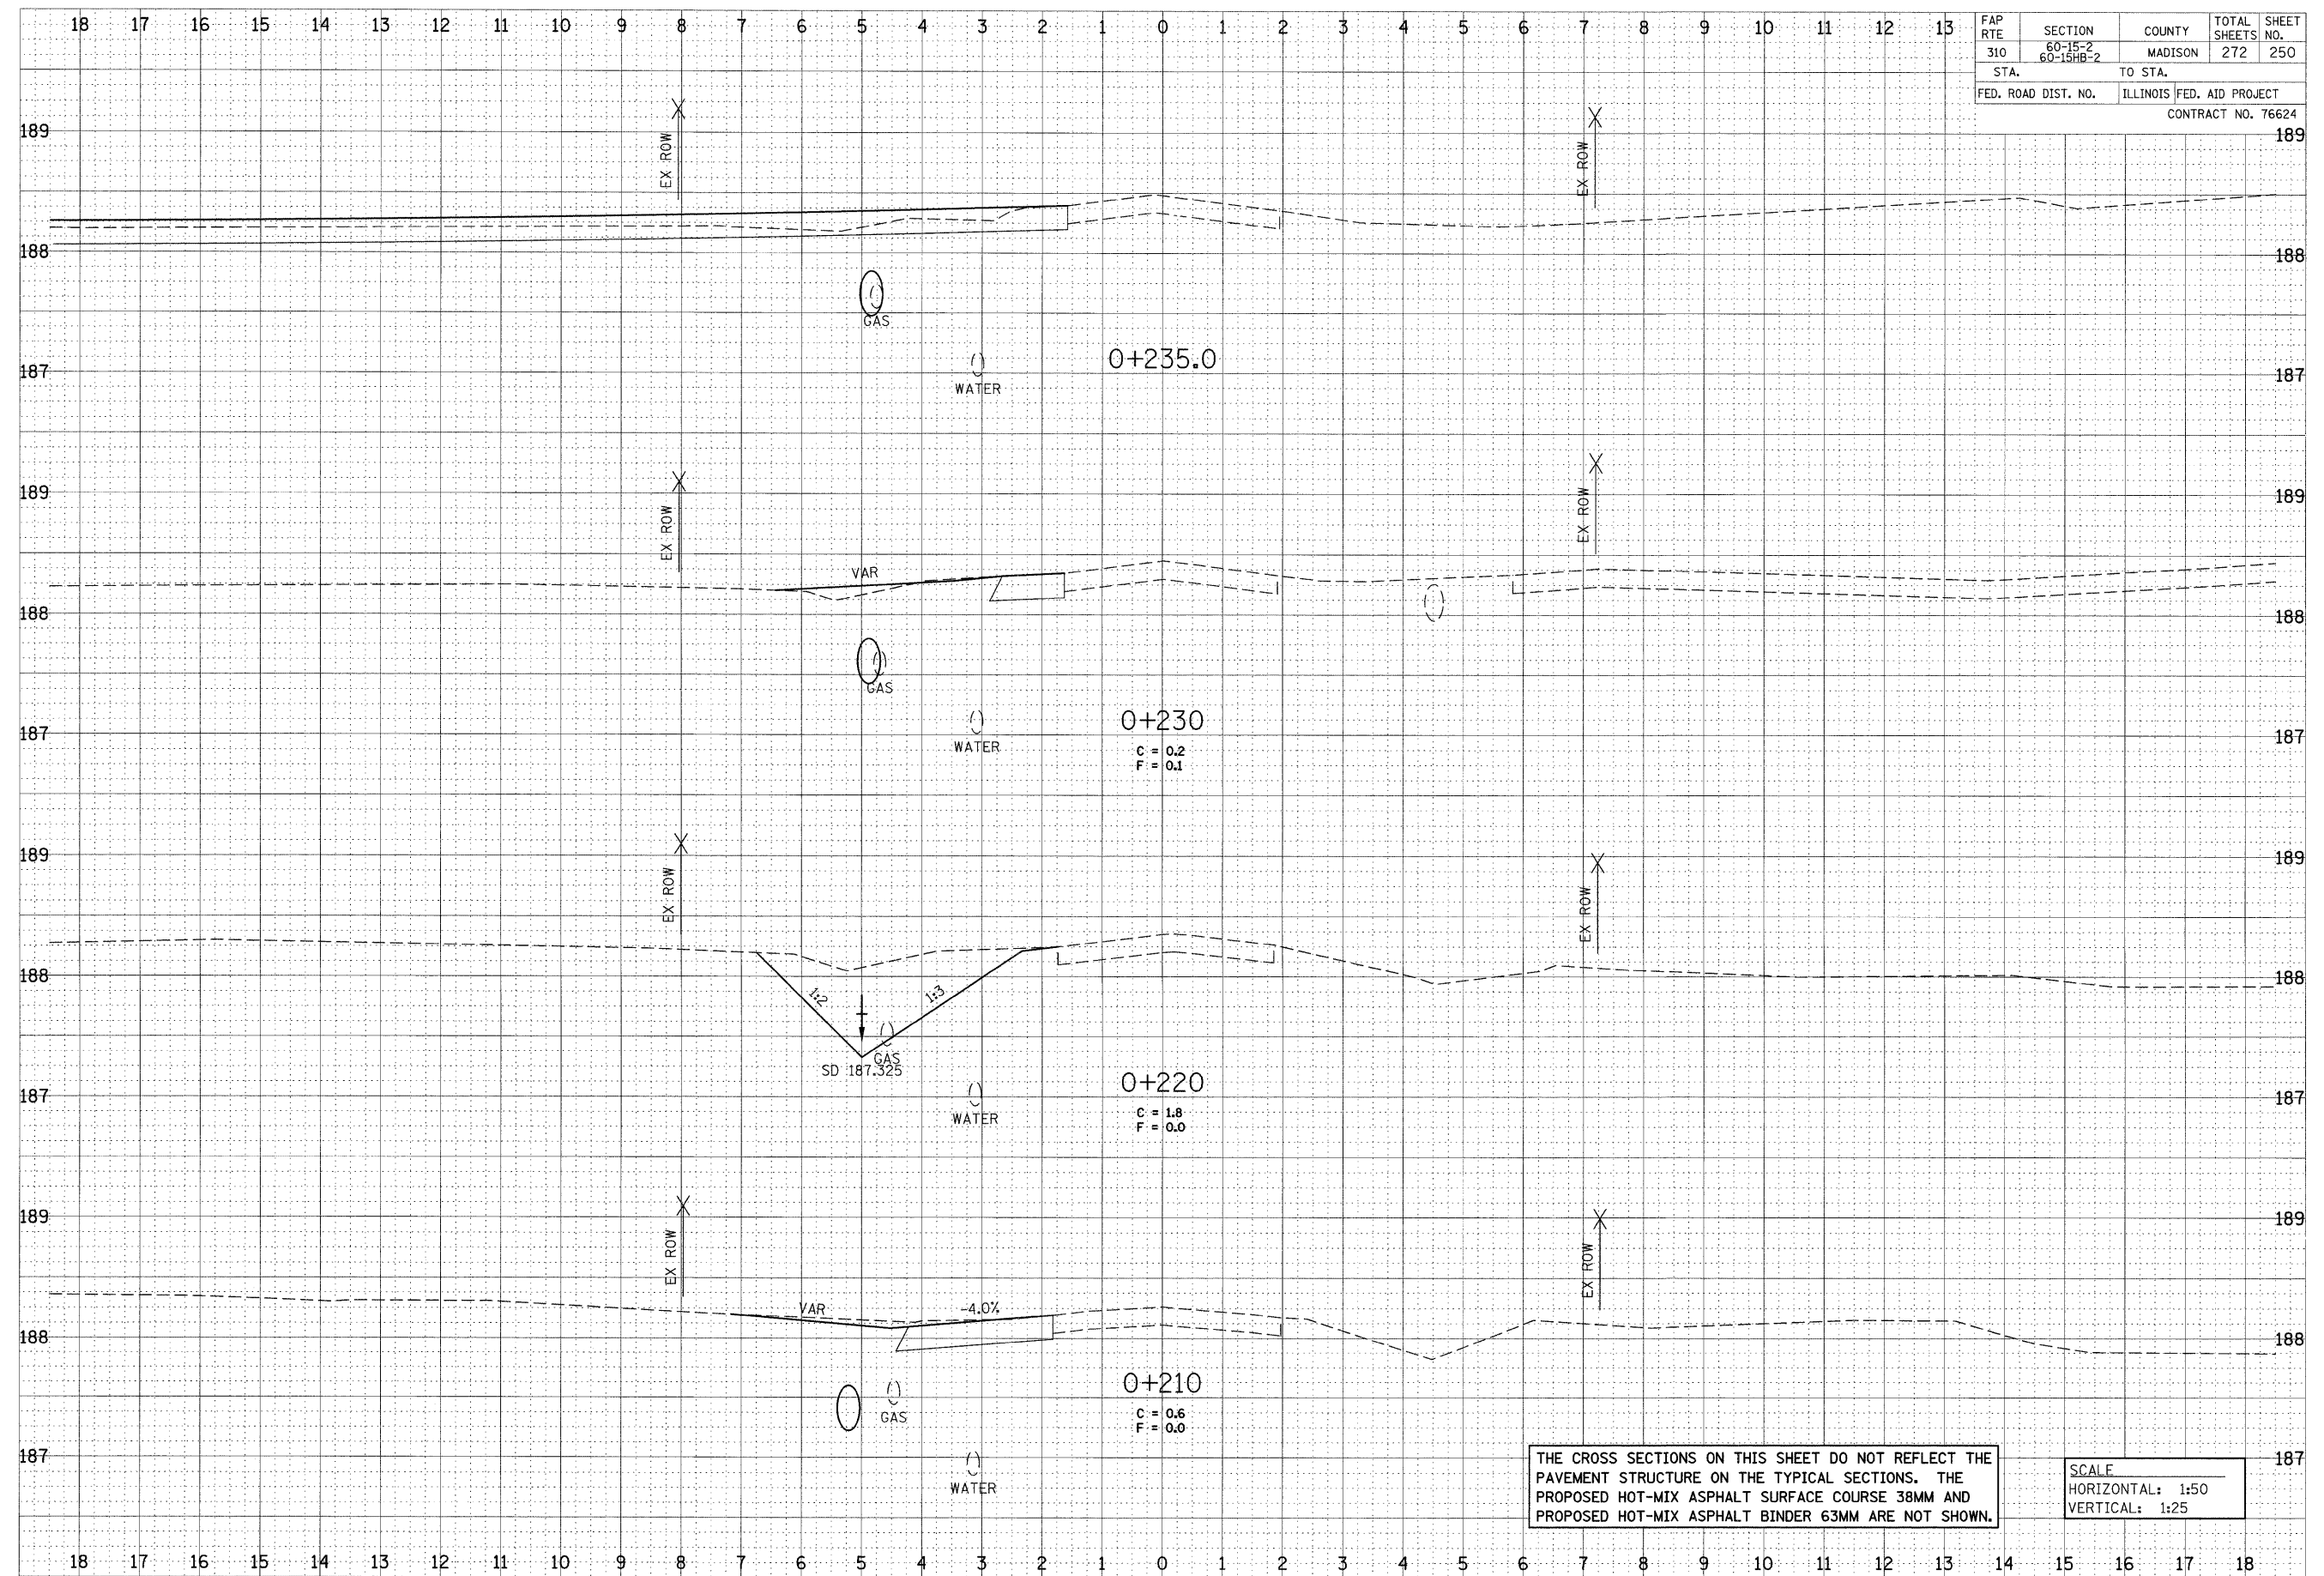 18 17 16 15 14 13 12 11 10 9 8 7 6 5 4 3 2 1 0 1 2 3 4 5 6 7 8 9 10 11 12 13
FAP RTE SECTION COUNTY TOTAL SHEETS SHEET NO.
310 60-15-2 60-15HB-2 MADISON 272 250
STA. TO STA.
FED. ROAD DIST. NO. ILLINOIS FED. AID PROJECT
CONTRACT NO. 76624
189 189
EX ROW EX ROW
188 188
GAS
0+235.0
187 187
WATER
189 189
EX ROW EX ROW
VAR
188 188
GAS
0+230
187 187
WATER
C = 0.2
F = 0.1
189 189
EX ROW EX ROW
188 188
1:2 1:3
GAS
SD 187.325
0+220
187 187
WATER
C = 1.8
F = 0.0
189 189
EX ROW EX ROW
VAR -4.0%
188 188
0+210
GAS
C = 0.6
F = 0.0
187 187
WATER
THE CROSS SECTIONS ON THIS SHEET DO NOT REFLECT THE
PAVEMENT STRUCTURE ON THE TYPICAL SECTIONS. THE
PROPOSED HOT-MIX ASPHALT SURFACE COURSE 38MM AND
PROPOSED HOT-MIX ASPHALT BINDER 63MM ARE NOT SHOWN.
SCALE
HORIZONTAL: 1:50
VERTICAL: 1:25
18 17 16 15 14 13 12 11 10 9 8 7 6 5 4 3 2 1 0 1 2 3 4 5 6 7 8 9 10 11 12 13 14 15 16 17 18